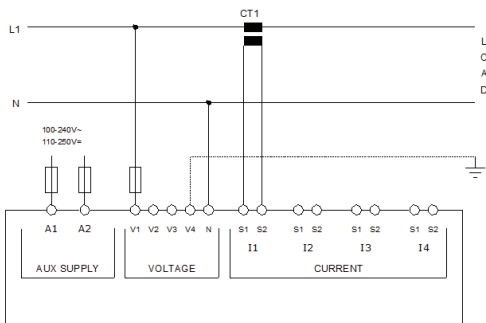 CT1
L1
L
O
A
D
N
100-240V~
110-250V=
A1 A2 V1 V2 V3 V4 N S1 S2 S1 S2 S1 S2 S1 S2
I1 I2 I3 I4
AUX SUPPLY VOLTAGE CURRENT